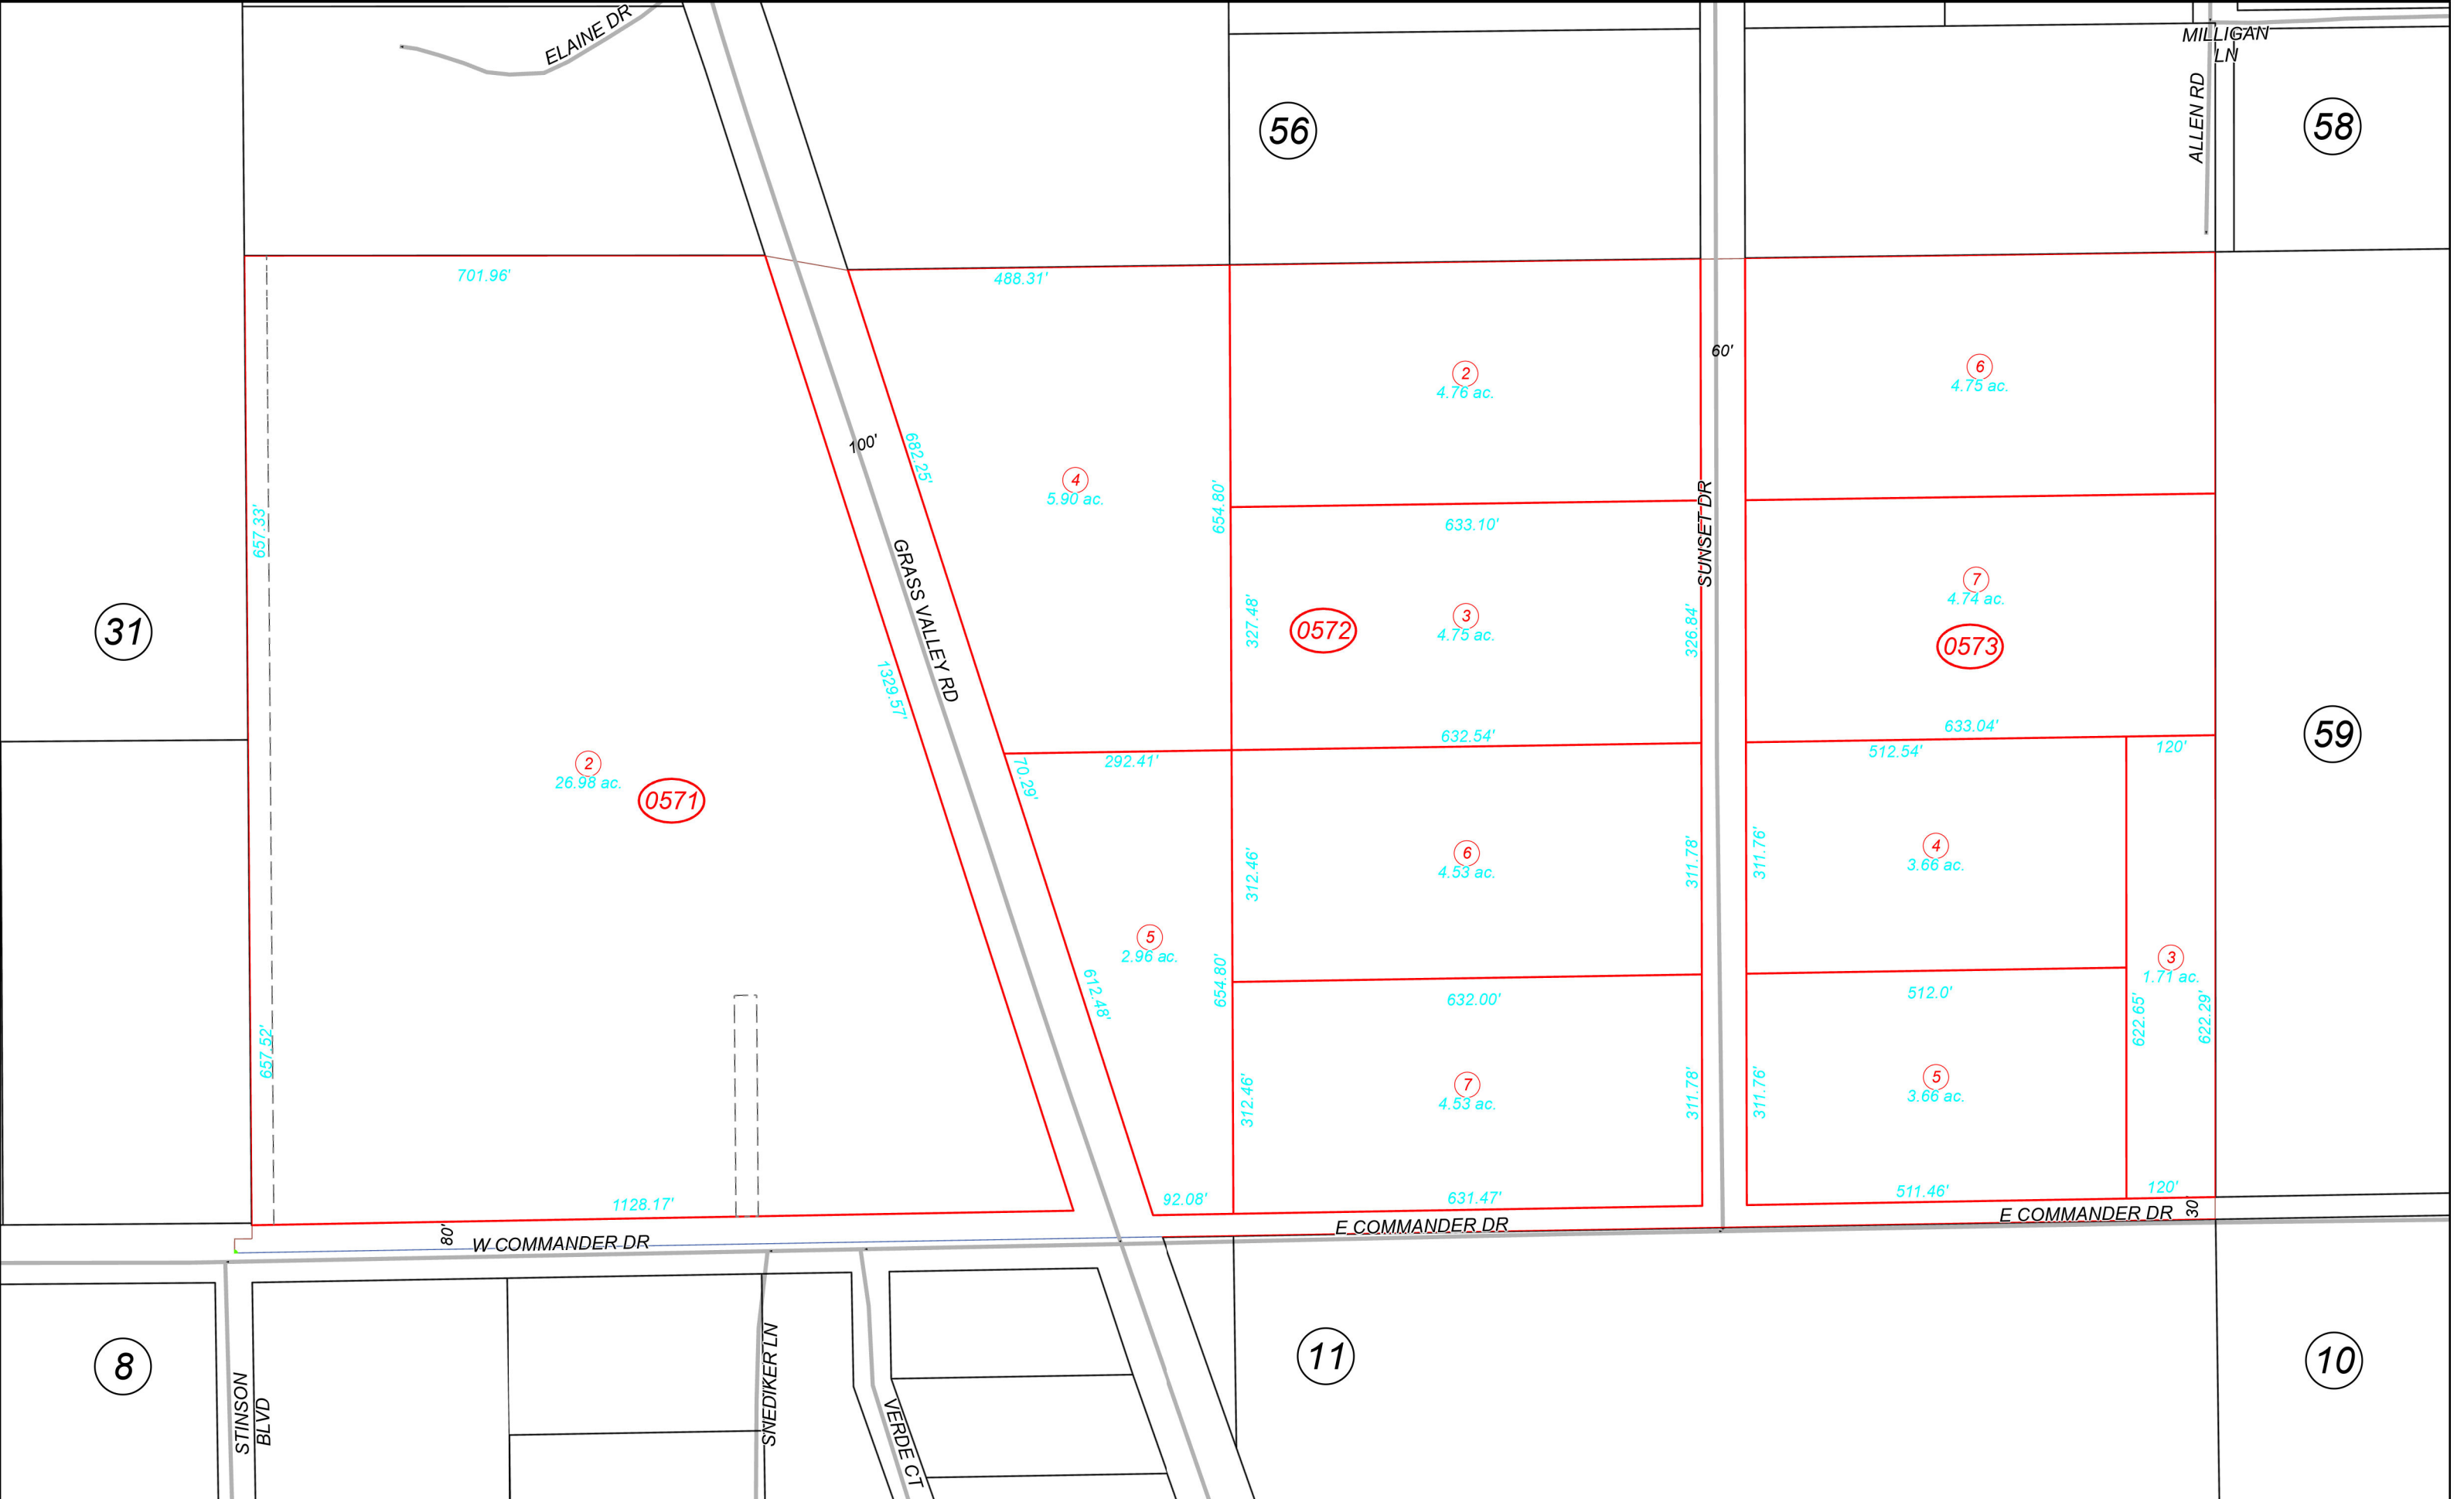 ELAINE DR
MILLIGAN
LN
ALLEN RD
56
58
701.96'
488.31'
60'
2
4.76 ac.
6
4.75 ac.
100'
682.25'
4
5.90 ac.
654.80'
657.33'
633.10'
SUNSET DR
GRASS VALLEY RD
31
327.48'
0572
3
4.75 ac.
326.84'
7
4.74 ac.
0573
1329.57'
632.54'
633.04'
59
2
26.98 ac.
0571
70.29'
292.41'
512.54'
120'
312.46'
6
4.53 ac.
311.78'
311.76'
4
3.66 ac.
5
2.96 ac.
612.48'
654.80'
3
1.71 ac.
657.52'
632.00'
512.0'
622.65'
622.29'
312.46'
7
4.53 ac.
311.78'
311.76'
5
3.66 ac.
1128.17'
92.08'
631.47'
511.46'
120'
80'
W COMMANDER DR
E COMMANDER DR
E COMMANDER DR
30'
8
11
10
STINSON
BLVD
SNEDIKER LN
VERDE CT